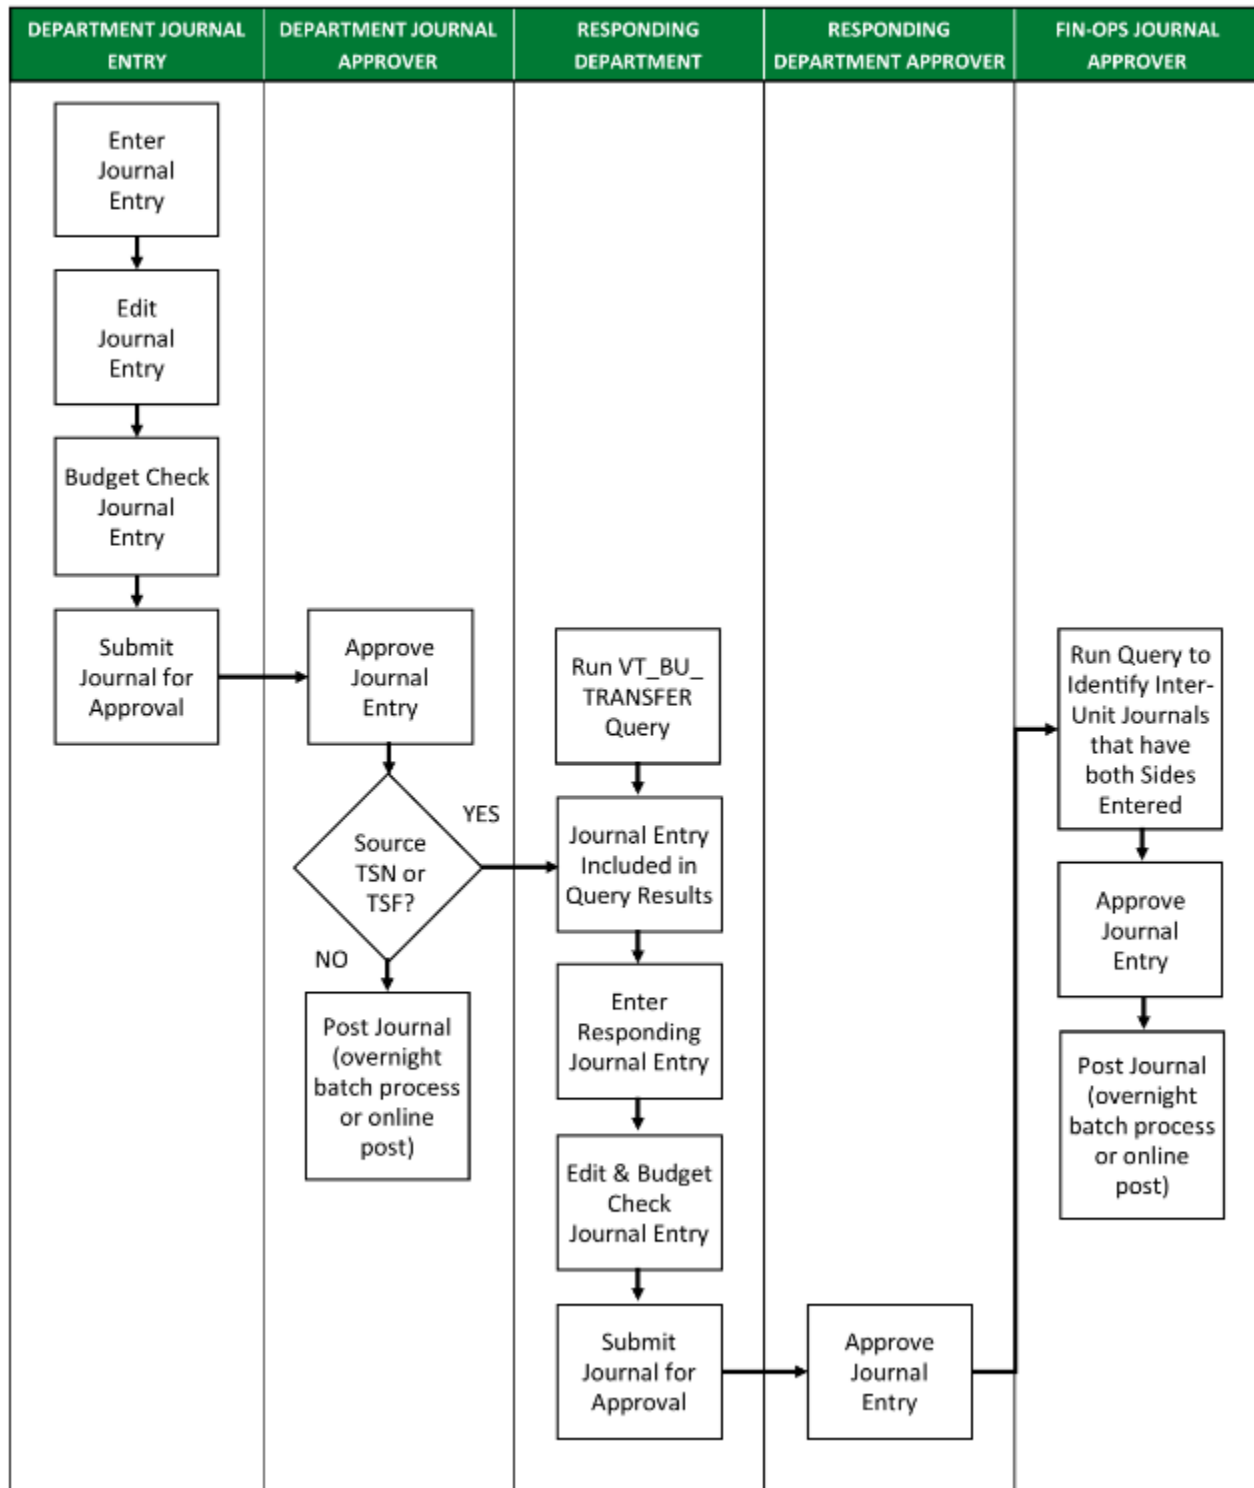 DEPARTMENT JOURNAL
ENTRY
DEPARTMENT JOURNAL
APPROVER
RESPONDING
DEPARTMENT
RESPONDING
DEPARTMENT APPROVER
FIN-OPS JOURNAL
APPROVER
Enter
Journal
Entry
Edit
Journal
Entry
Budget Check
Journal
Entry
Submit
Journal for
Approval
Approve
Journal
Entry
Source
TSN or
TSF?
YES
NO
Post Journal
(overnight
batch process
or online
post)
Run VT_BU_
TRANSFER
Query
Journal Entry
Included in
Query Results
Enter
Responding
Journal Entry
Edit & Budget
Check
Journal Entry
Submit
Journal for
Approval
Approve
Journal
Entry
Run Query to
Identify Inter-
Unit Journals
that have
both Sides
Entered
Approve
Journal
Entry
Post Journal
(overnight
batch process
or online
post)